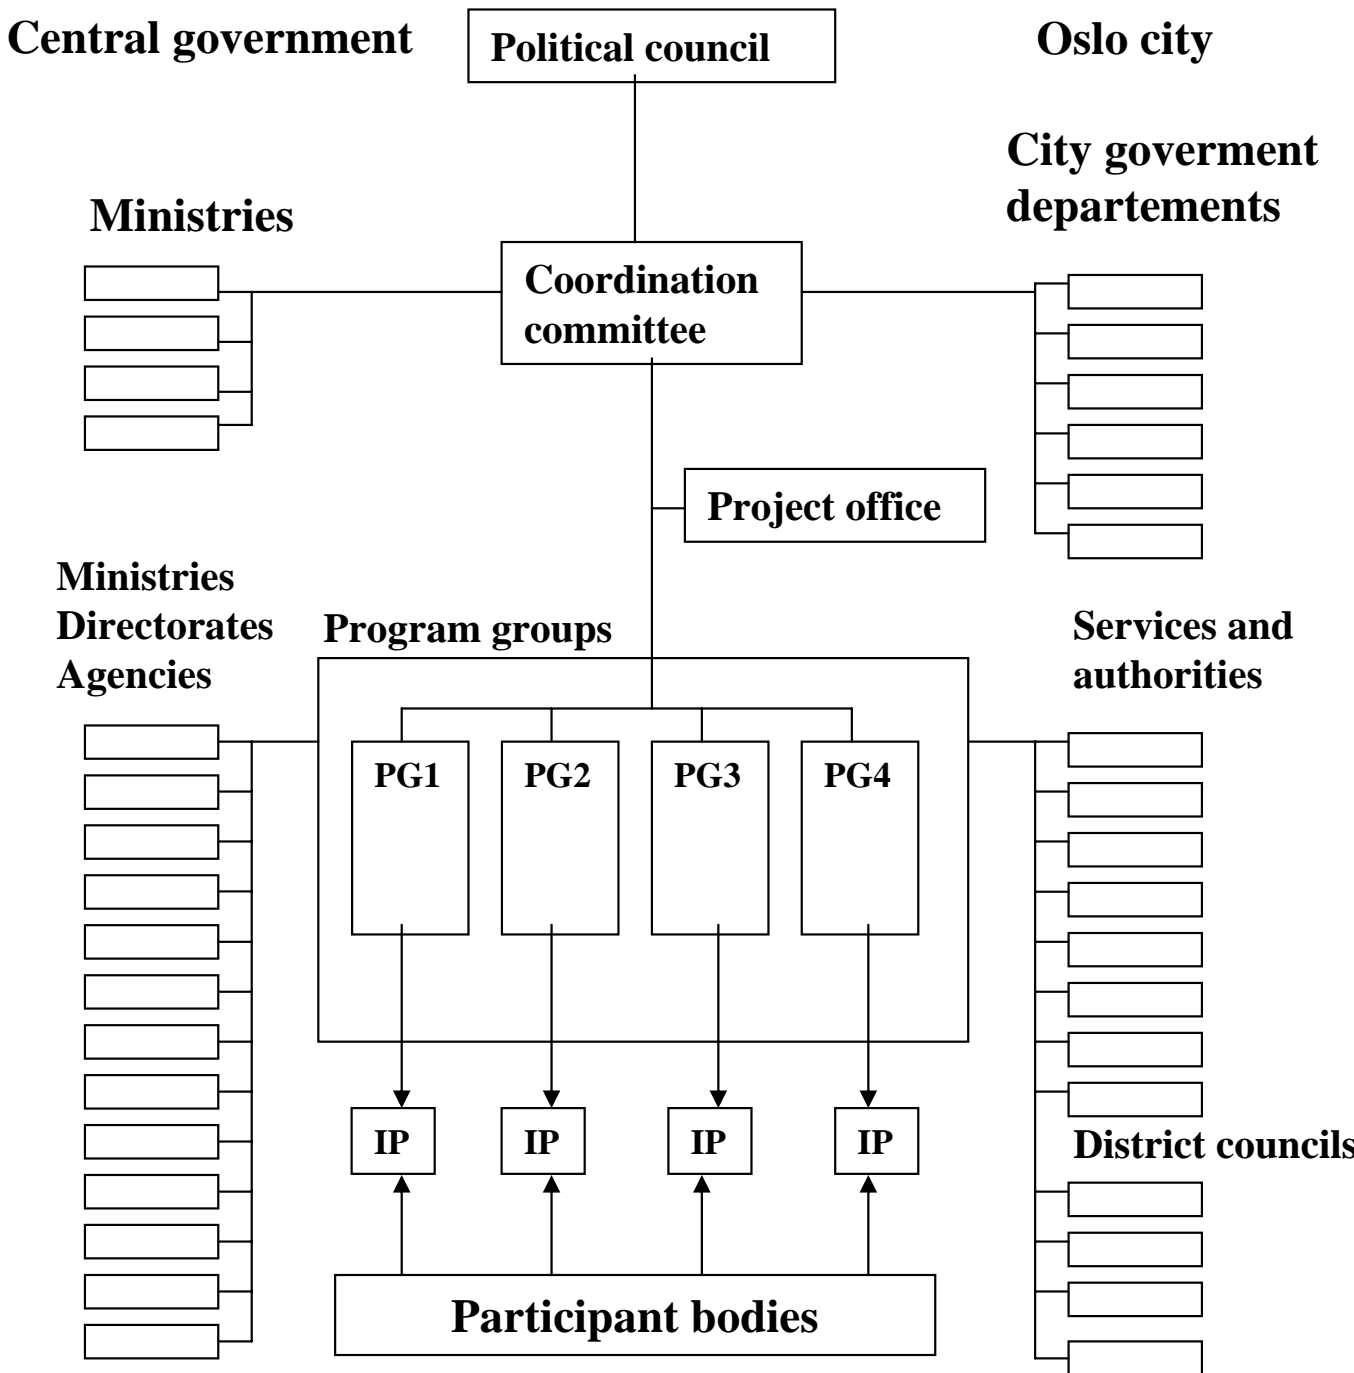 Central government
Political council
Oslo city
City goverment
departements
Ministries
Coordination
committee
Project office
Ministries
Directorates
Agencies
Program groups
Services and
authorities
PG1
PG2
PG3
PG4
IP
IP
IP
IP
District councils
Participant bodies